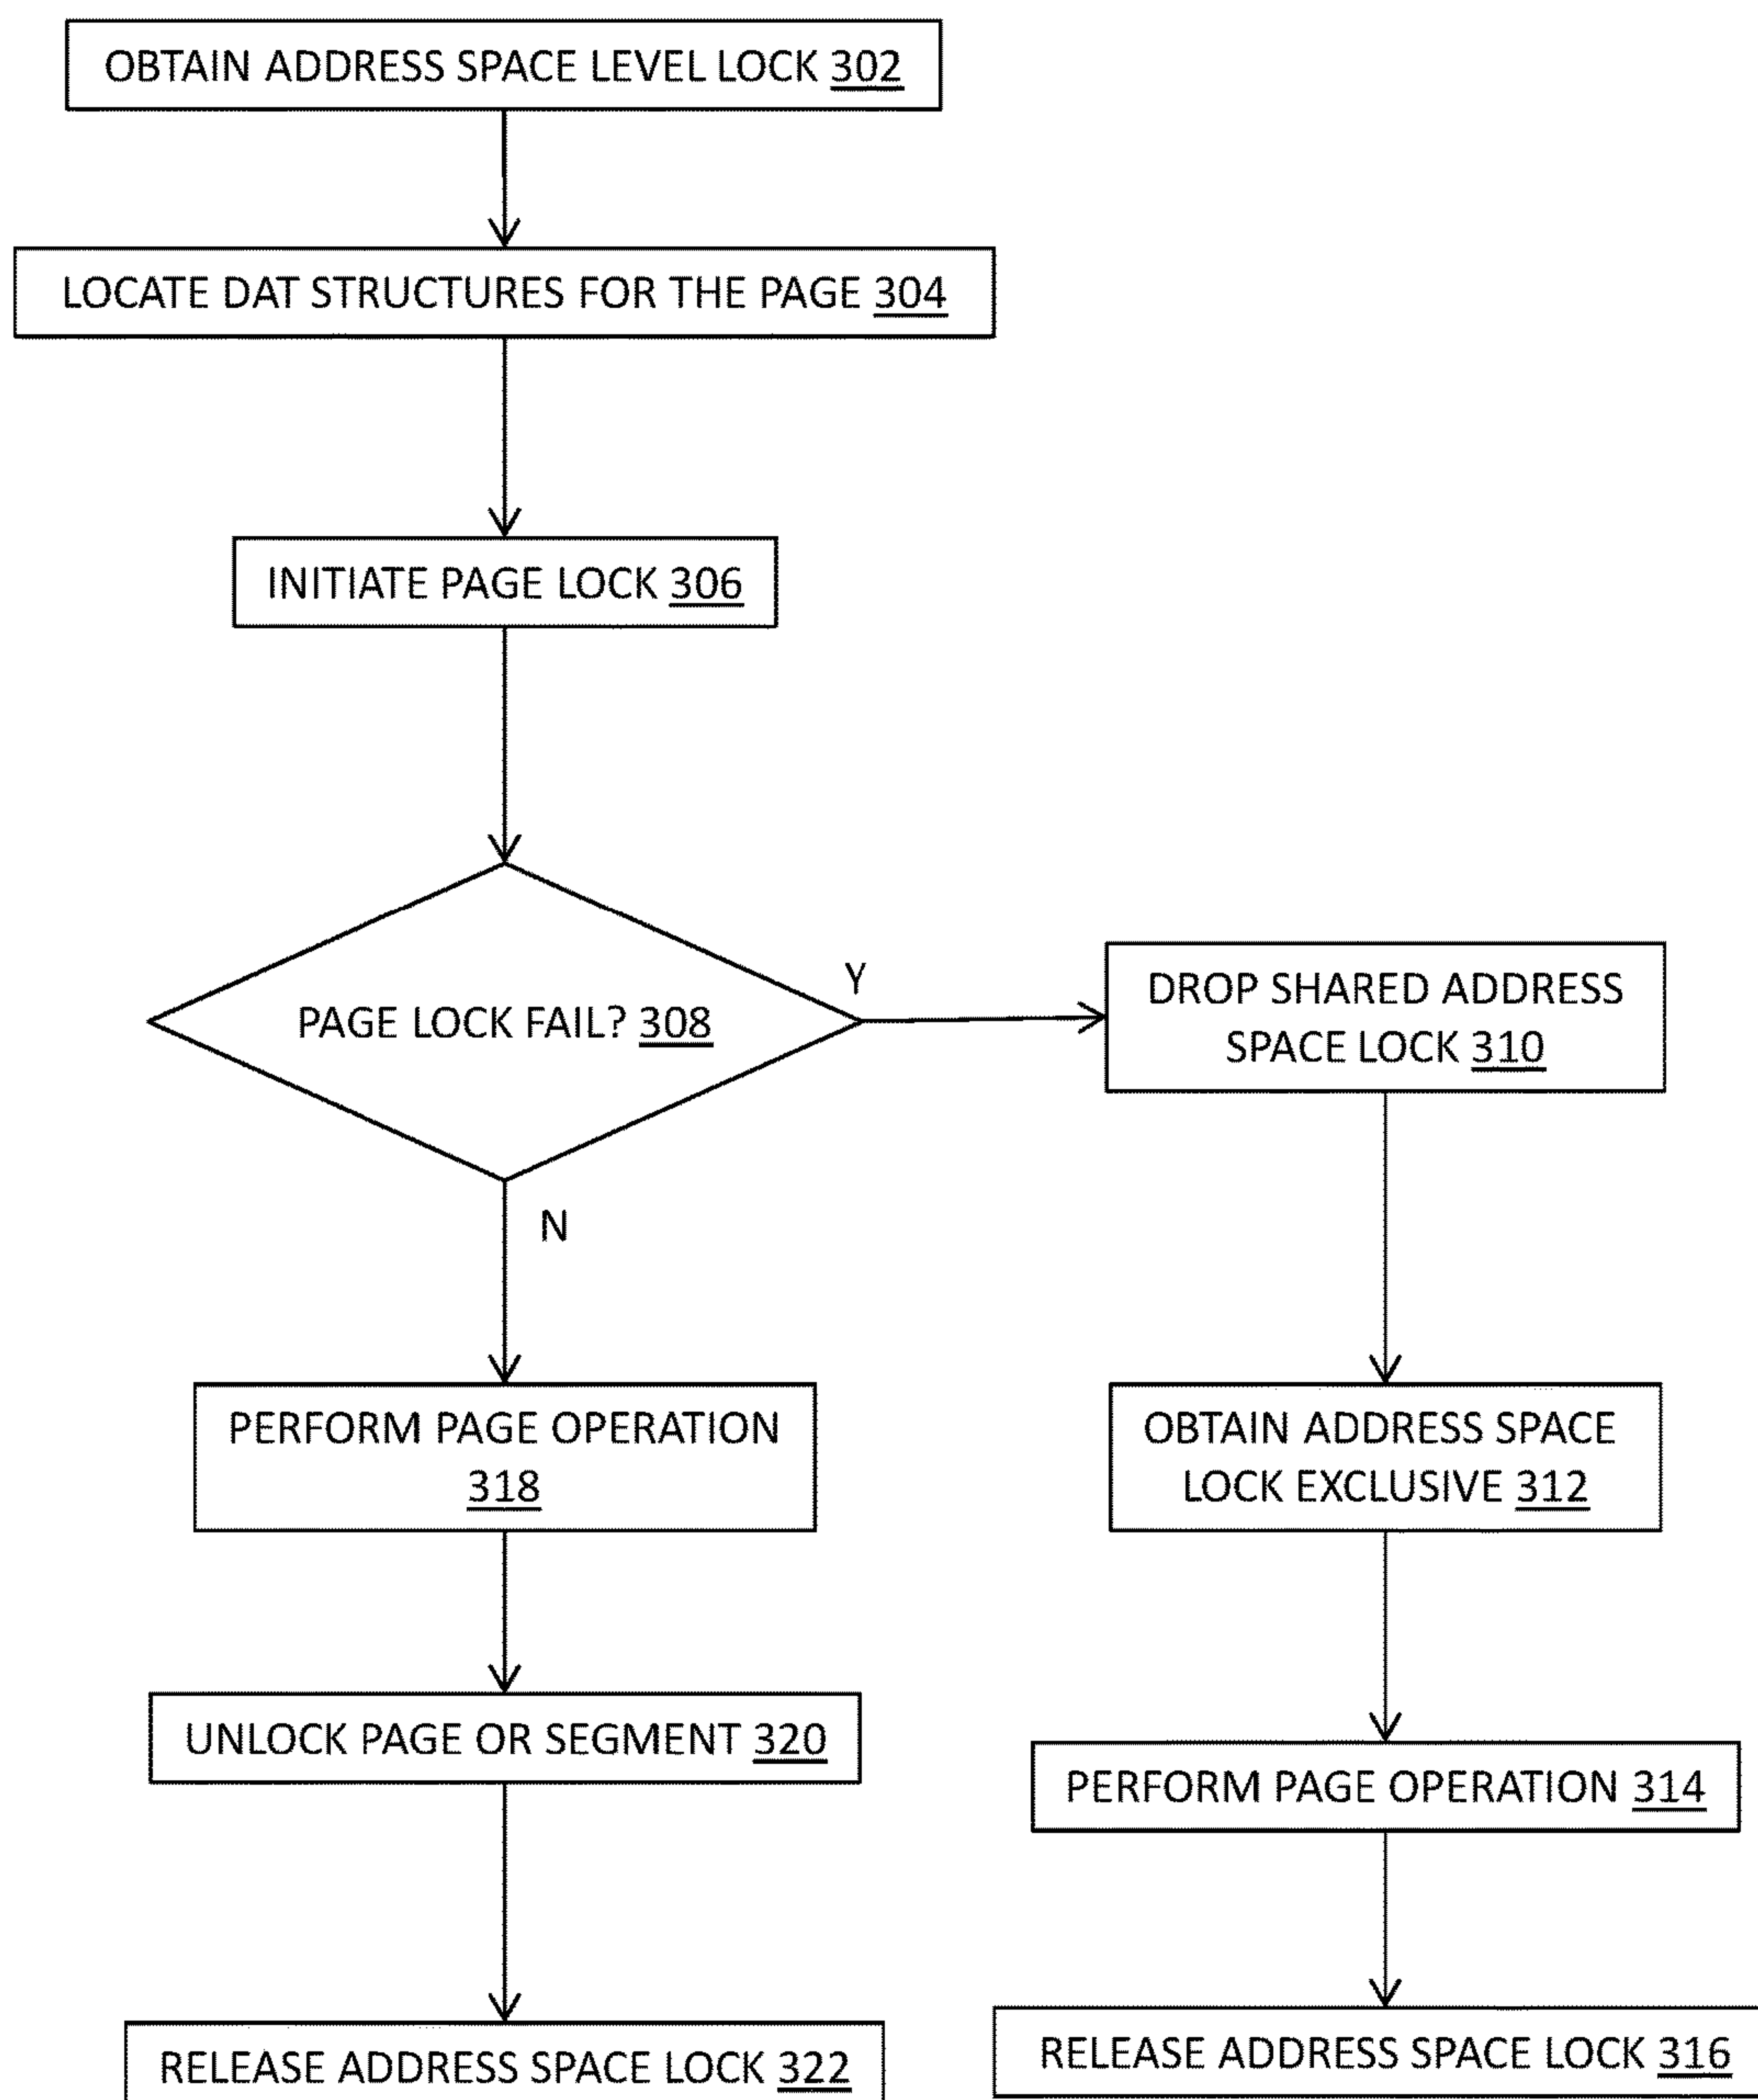 OBTAIN ADDRESS SPACE LEVEL LOCK 302
LOCATE DAT STRUCTURES FOR THE PAGE 304
INITIATE PAGE LOCK 306
PAGE LOCK FAIL? 308
Y
DROP SHARED ADDRESS
SPACE LOCK 310
N
OBTAIN ADDRESS SPACE
LOCK EXCLUSIVE 312
PERFORM PAGE OPERATION 314
RELEASE ADDRESS SPACE LOCK 316
PERFORM PAGE OPERATION
318
UNLOCK PAGE OR SEGMENT 320
RELEASE ADDRESS SPACE LOCK 322